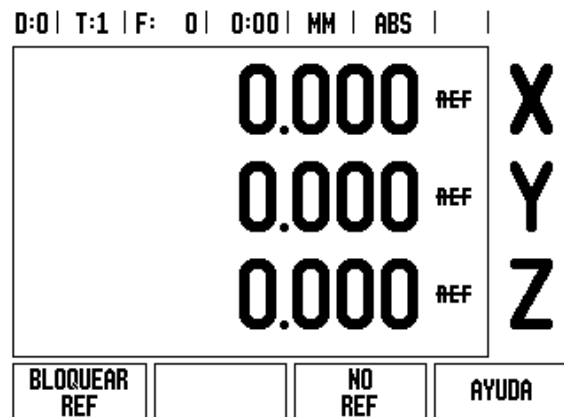 D:0 | T:1 | F: 0 | 0:00 | MM | ABS | |
0.000 REF X
0.000 REF Y
0.000 REF Z
BLOQUEAR
REF
NO
REF
AYUDA